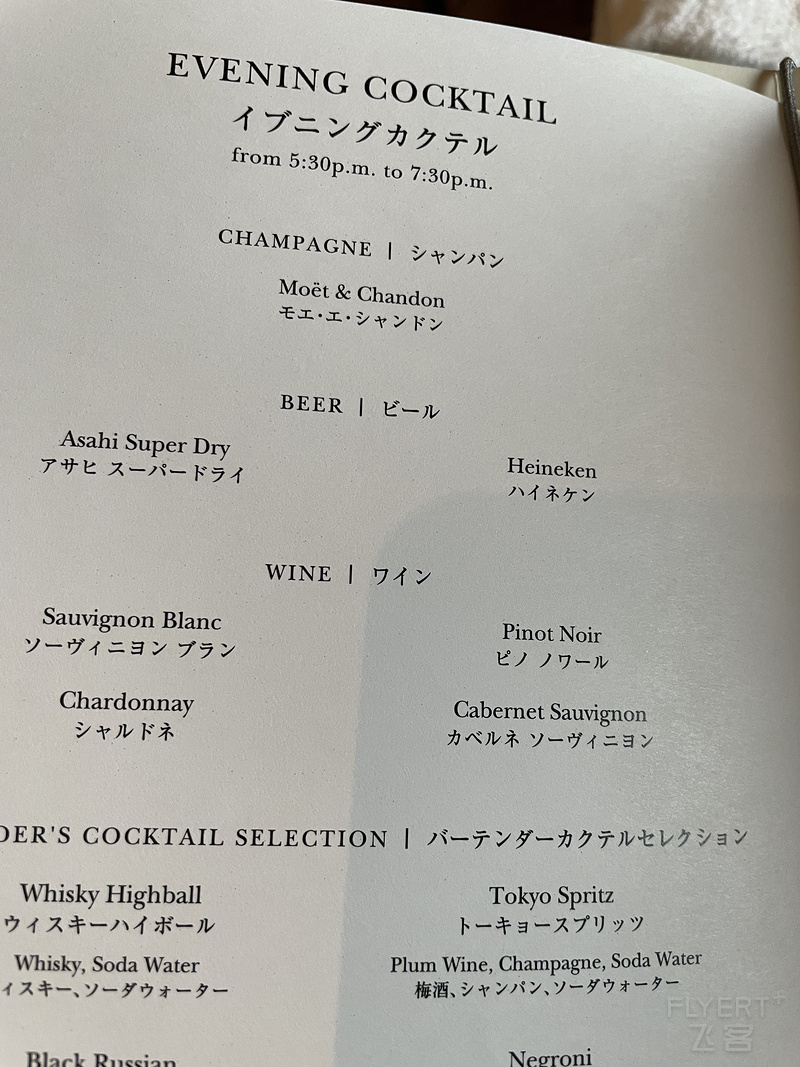 EVENING COCKTAIL
イブニングカクテル
from 5:30p.m. to 7:30p.m.
CHAMPAGNE | シャンパン
Moët & Chandon
モエ・エ・シャンドン
BEER | ビール
Asahi Super Dry
アサヒ スーパードライ
Heineken
ハイネケン
WINE | ワイン
Sauvignon Blanc
ソーヴィニヨン ブラン
Pinot Noir
ピノ ノワール
Chardonnay
シャルドネ
Cabernet Sauvignon
カベルネ ソーヴィニヨン
DER'S COCKTAIL SELECTION | バーテンダーカクテルセレクション
Whisky Highball
ウィスキーハイボール
Whisky, Soda Water
ィスキー、ソーダウォーター
Tokyo Spritz
トーキョースプリッツ
Plum Wine, Champagne, Soda Water
梅酒、シャンパン、ソーダウォーター
Black Russian
Negroni
FLYERT+
飞客